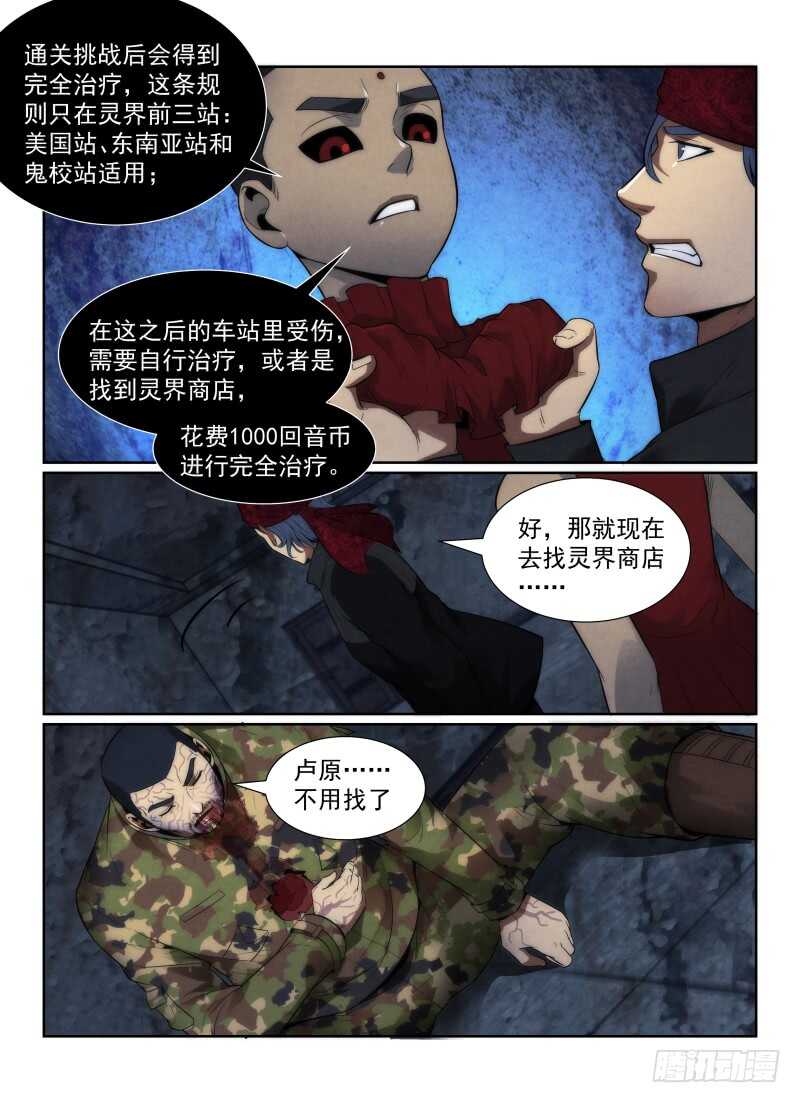 通关挑战后会得到
完全治疗，这条规
则只在灵界前三站：
美国站、东南亚站和
鬼校站适用；
在这之后的车站里受伤，
需要自行治疗，或者是
找到灵界商店，
花费1000回音币
进行完全治疗。
好，那就现在
去找灵界商店
……
卢原……
不用找了
腾讯动漫